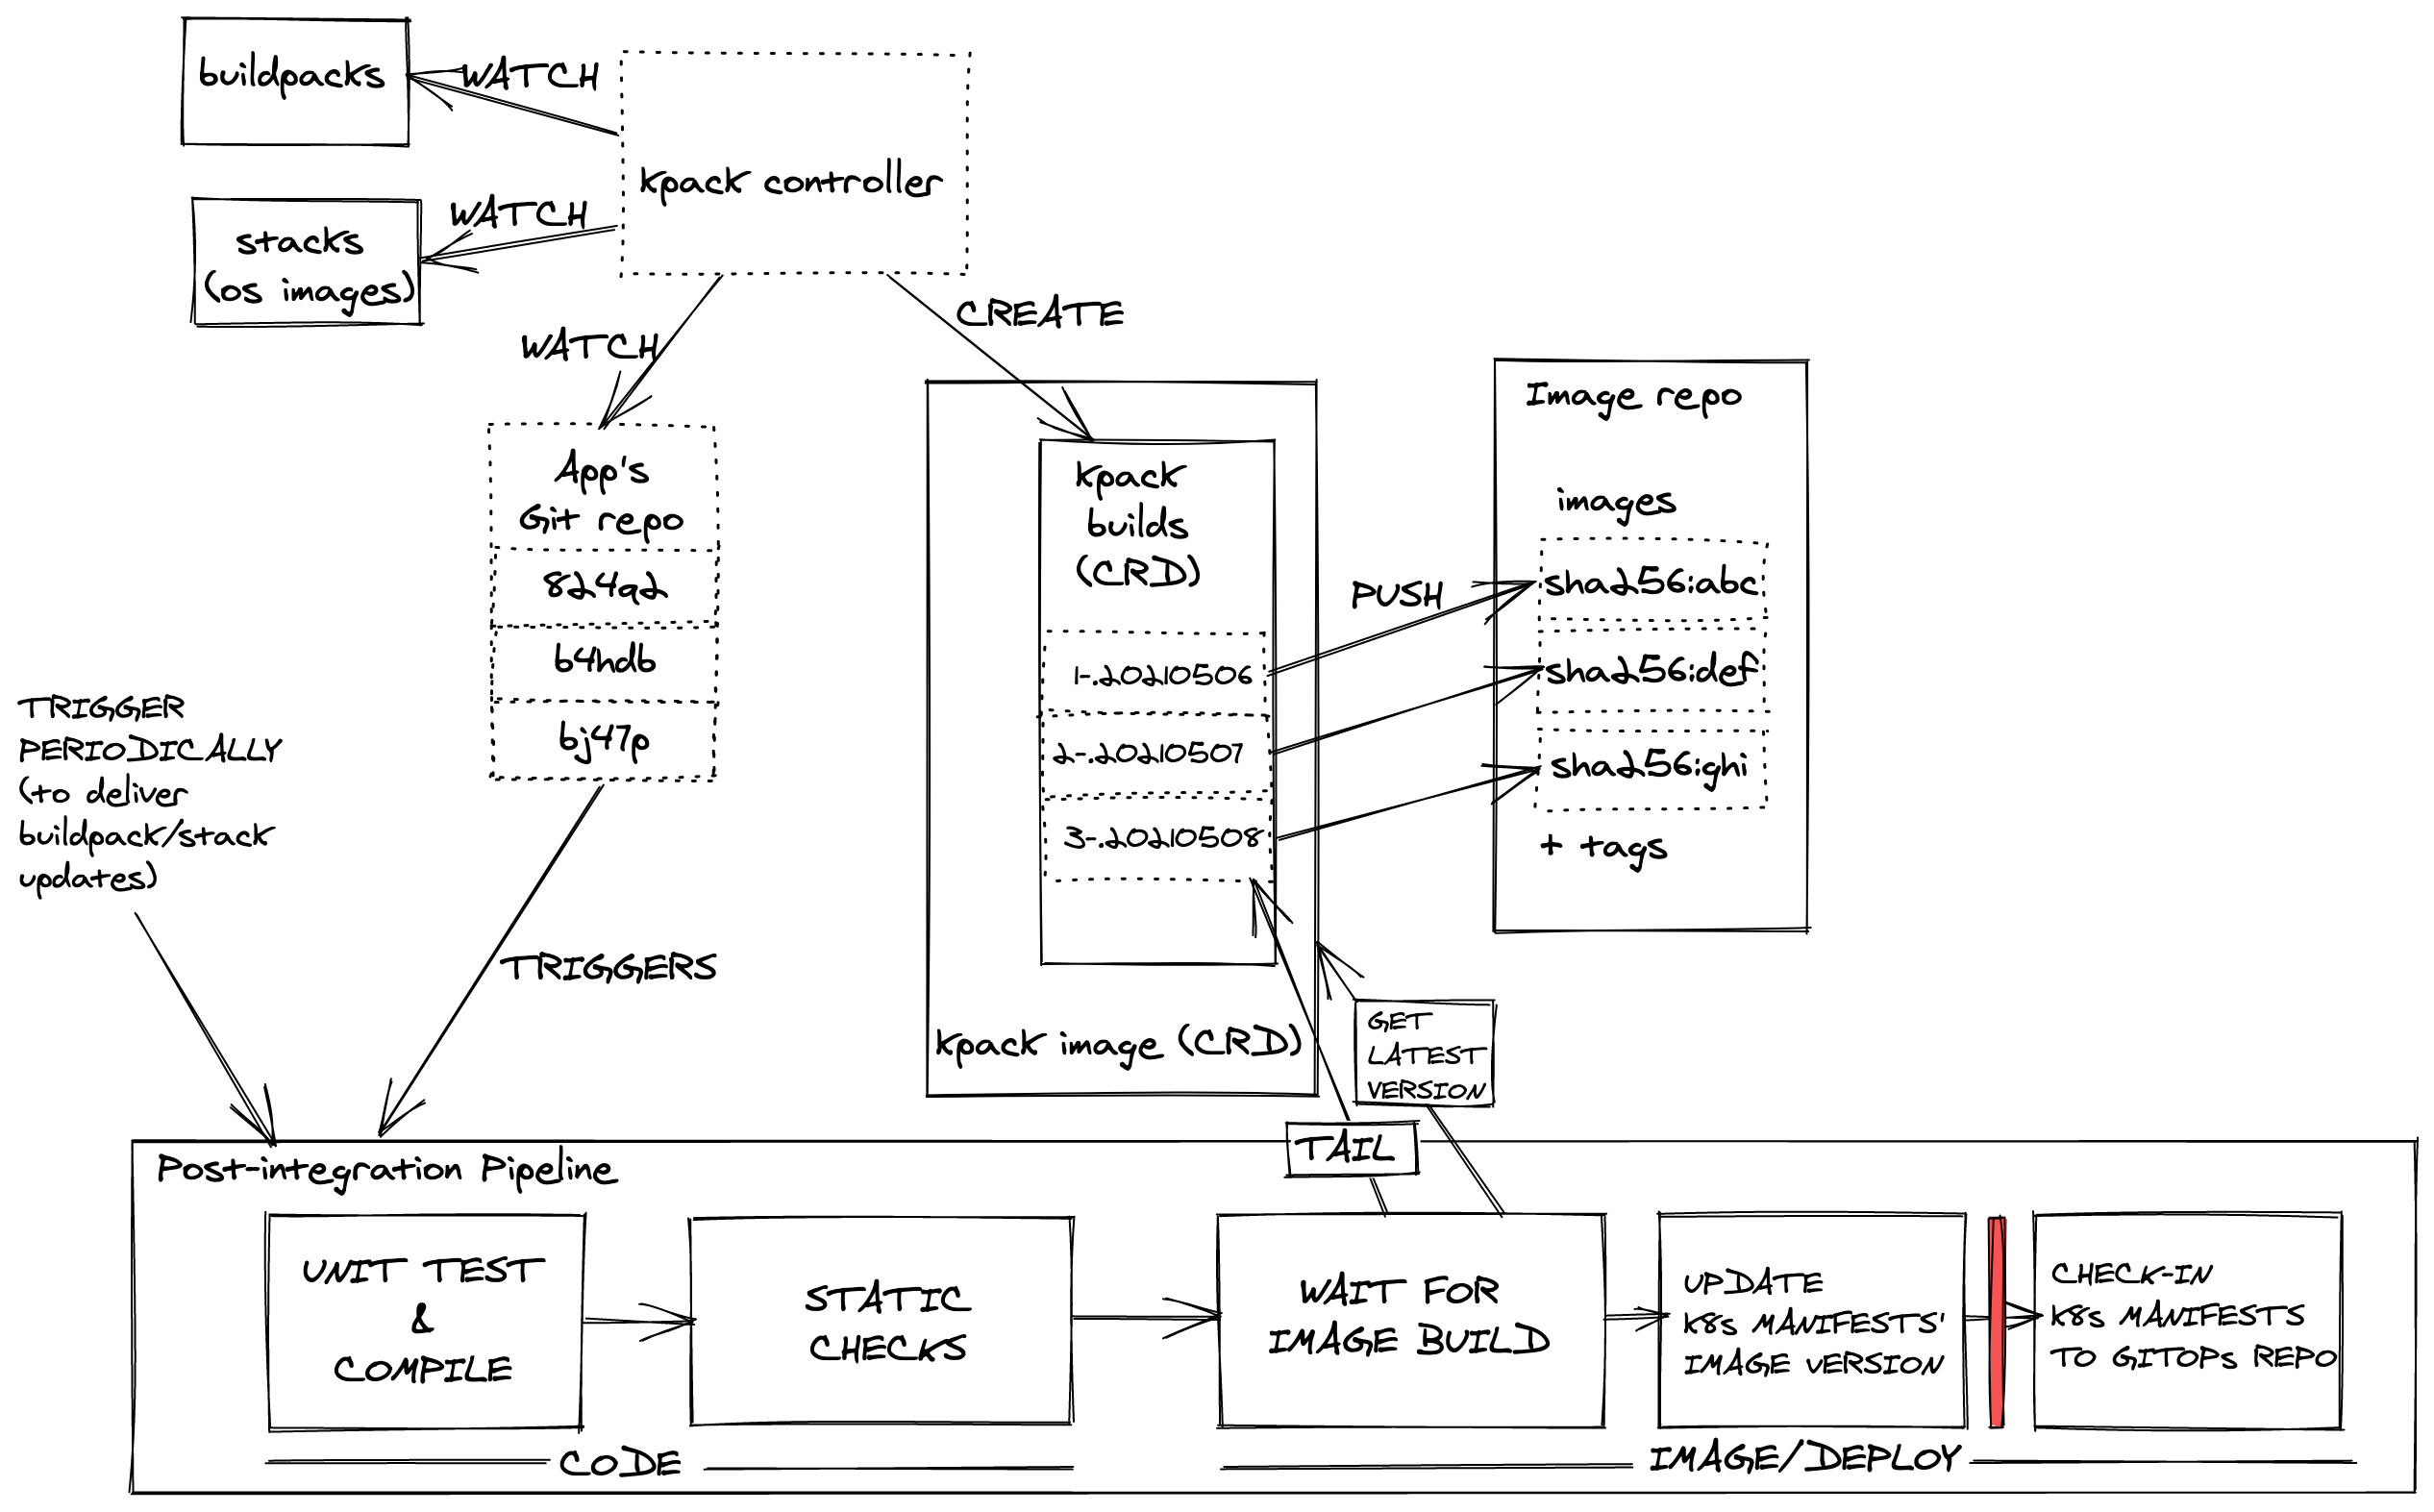 buildpacks
WATCH
kpack controller
stacks
(os images)
WATCH
WATCH
CREATE
App's
Git repo
824q2
b4hdb
bj47p
kpack
builds
(CRD)
1-.20210506
2-.20210507
3-.20210508
kpack image (CRD)
PUSH
Image repo
images
sha256:abc
sha256:def
sha256:ghi
+ tags
TRIGGER
PERIODICALLY
(to deliver
buildpack/stack
updates)
TRIGGERS
GET
LATEST
VERSION
TAIL
Post-integration Pipeline
UNIT TEST
&
COMPILE
STATIC
CHECKS
WAIT FOR
IMAGE BUILD
UPDATE
K8s MANIFESTS'
IMAGE VERSION
CHECK-IN
K8s MANIFESTS
TO GITOPs REPO
CODE
IMAGE/DEPLOY